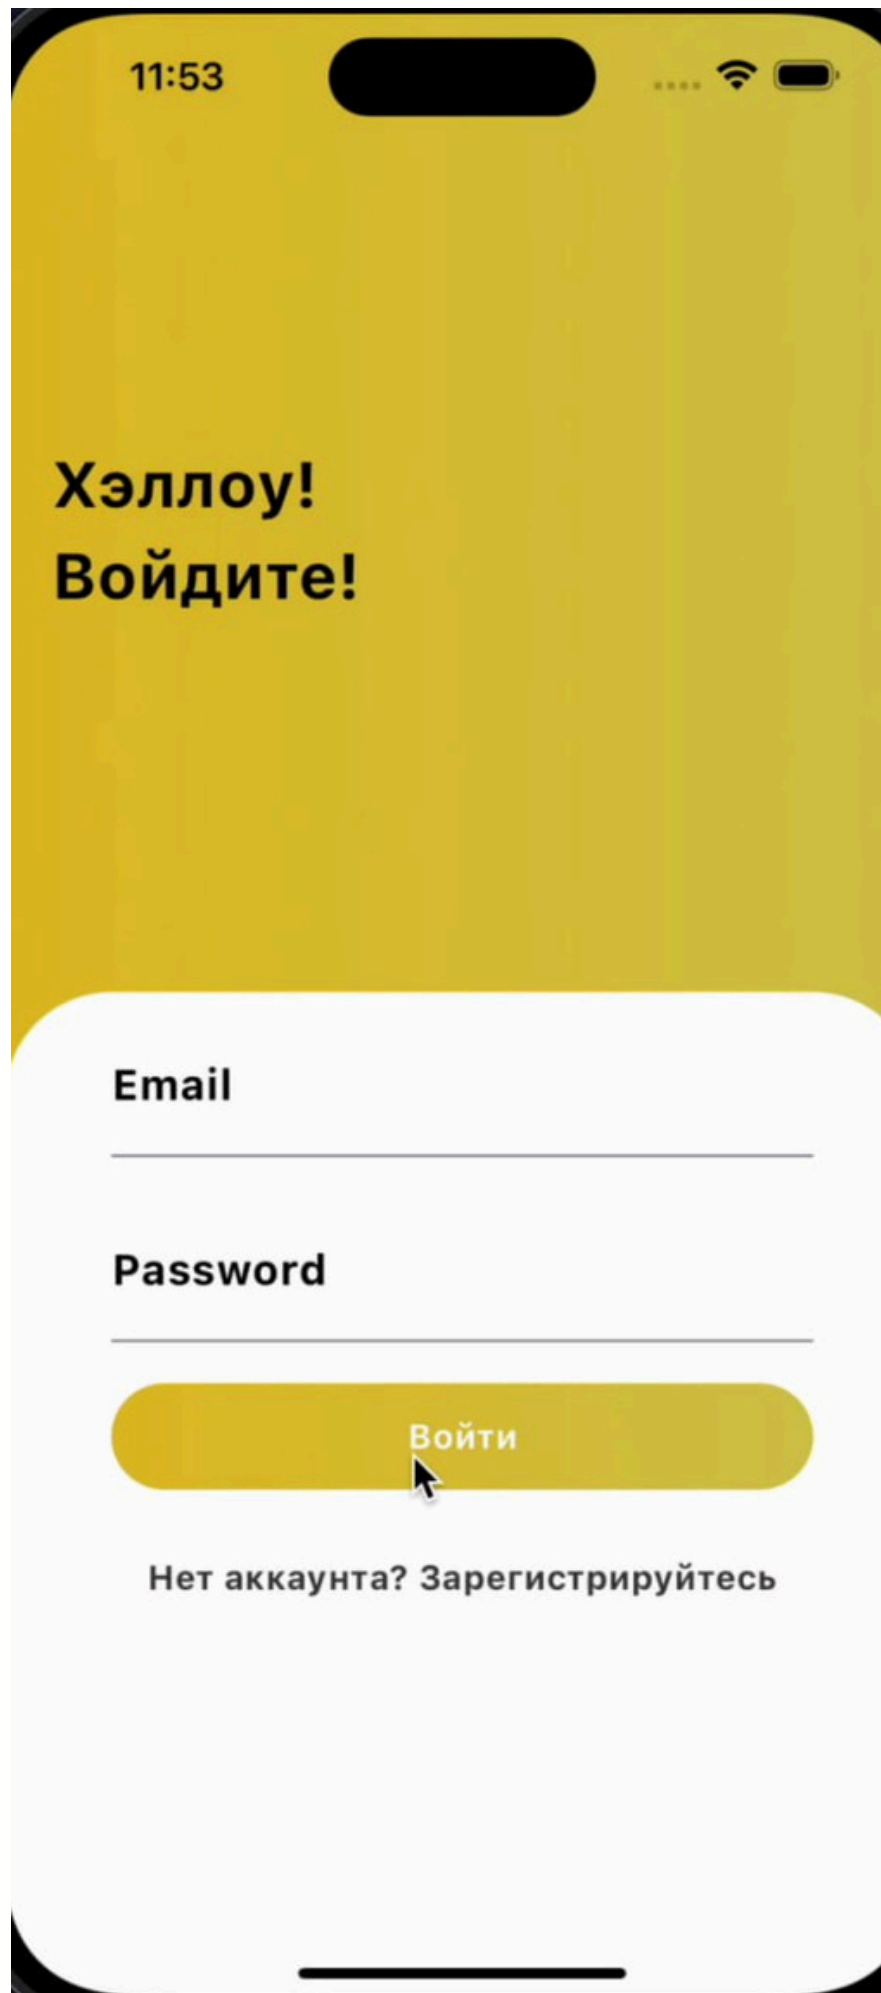 11:53
Хэллоу!
Войдите!
Email
Password
Войти
Нет аккаунта? Зарегистрируйтесь